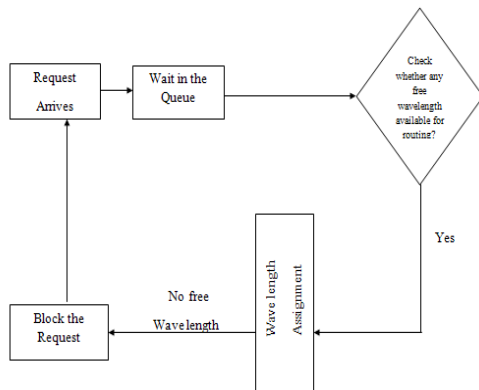 Request
Arrives
Wait in the
Queue
Check
whether any
free
wavelength
available for
routing?
Yes
Wave length
Assignment
No free
Wave length
Block the
Request